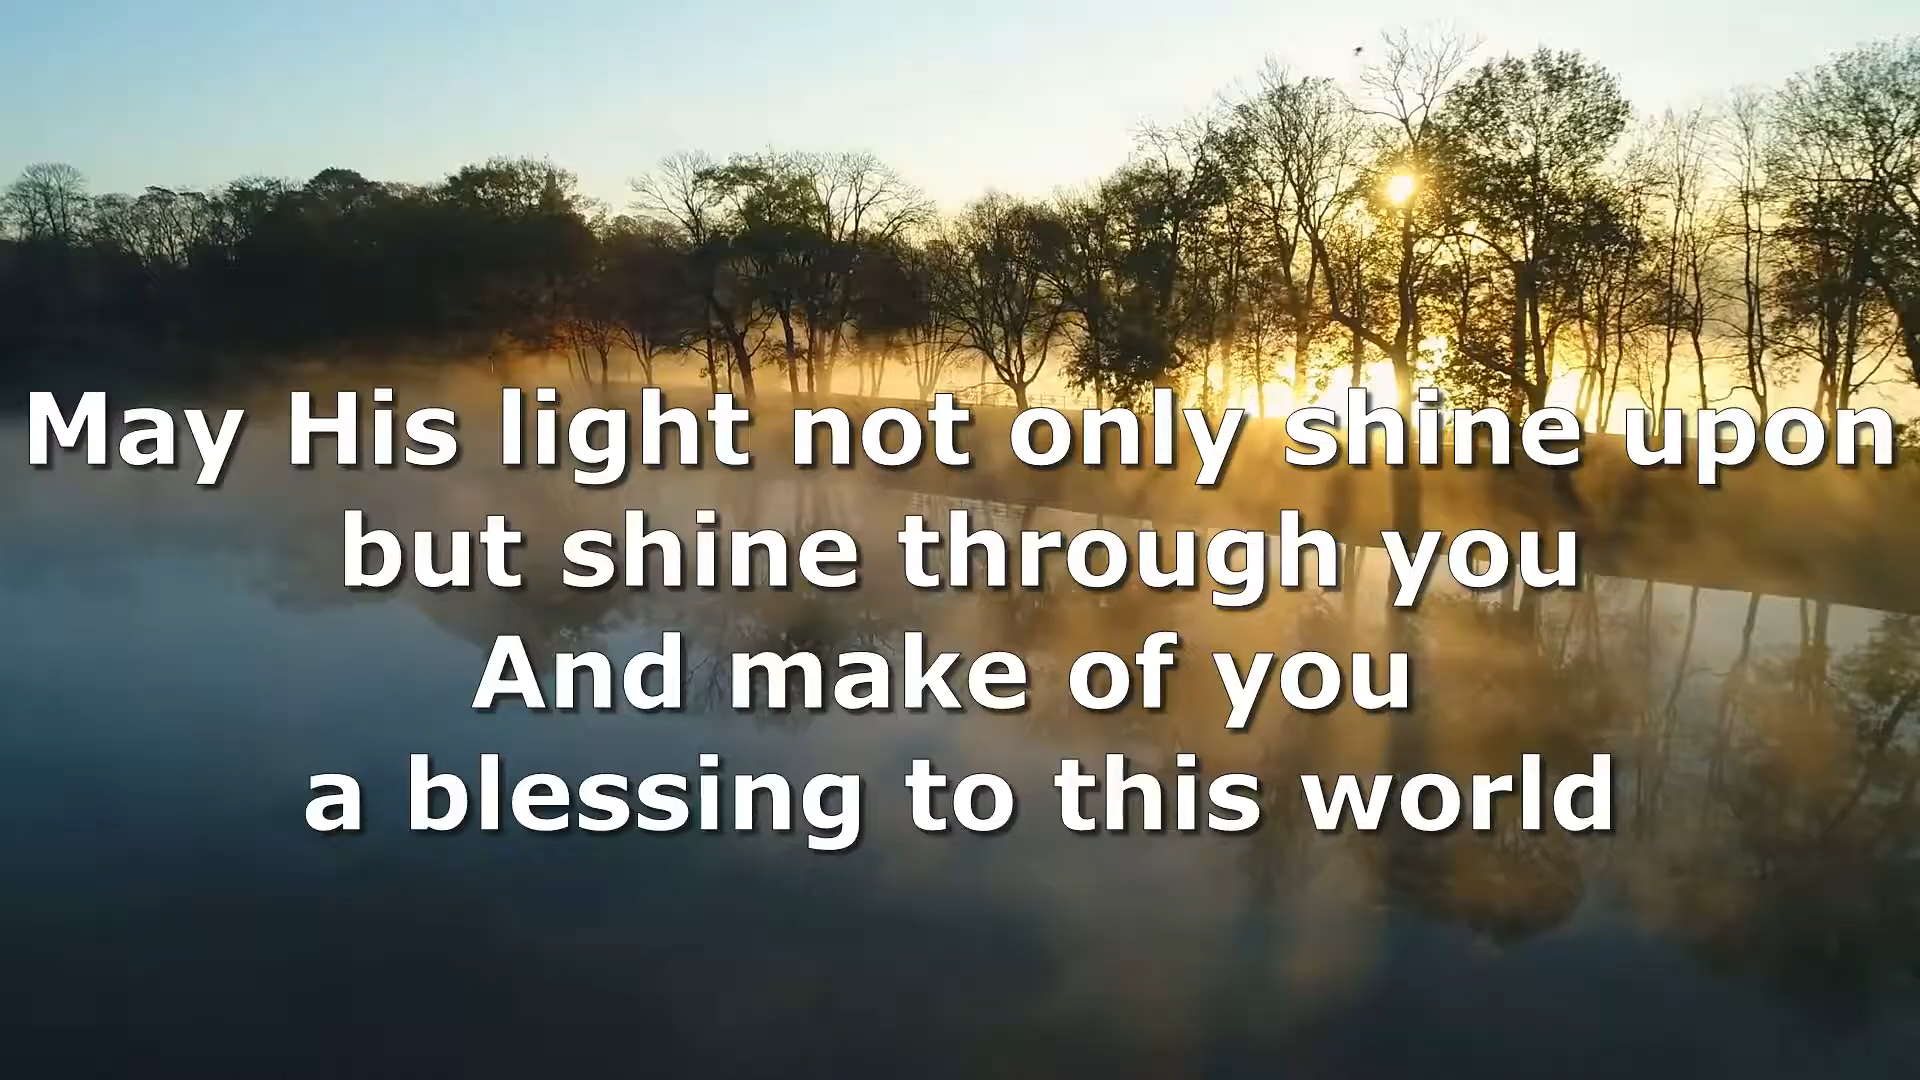 May His light not only shine upon
but shine through you
And make of you
a blessing to this world